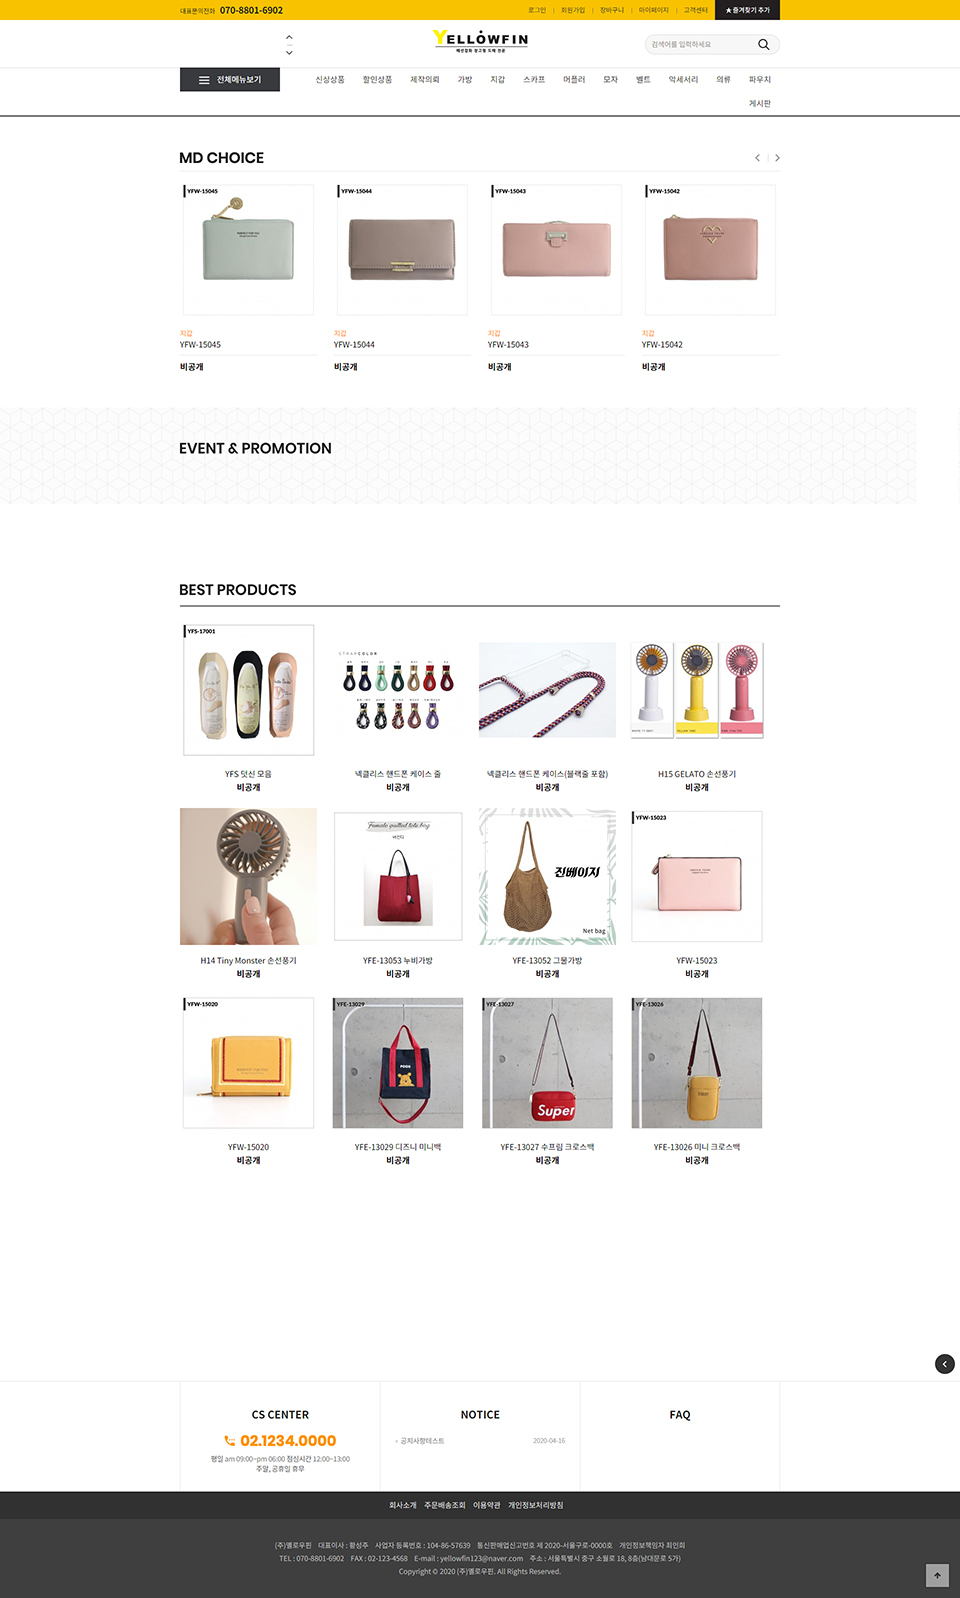 대표문의전화 070-8801-6902
로그인 | 회원가입 | 장바구니 | 마이페이지 | 고객센터
★ 즐겨찾기 추가
YELLOWFIN
패션잡화 참고형 도매 전문
검색어를 입력하세요
전체메뉴보기
신상상품 할인상품 제작의뢰 가방 지갑 스카프 머플러 모자 벨트 악세서리 의류 파우치
게시판
MD CHOICE
YFW-15045 YFW-15044 YFW-15043 YFW-15042
지갑 지갑 지갑 지갑
YFW-15045 YFW-15044 YFW-15043 YFW-15042
비공개 비공개 비공개 비공개
EVENT & PROMOTION
BEST PRODUCTS
YFS-17001
STRAP COLOR
YFS 덧신 모음 넥클리스 핸드폰 케이스 줄 넥클리스 핸드폰 케이스(블랙줄 포함) H15 GELATO 손선풍기
비공개 비공개 비공개 비공개
Female quilted tote bag
버건디
진베이지
Net bag
YFW-15023
H14 Tiny Monster 손선풍기 YFE-13053 누비가방 YFE-13052 그물가방 YFW-15023
비공개 비공개 비공개 비공개
YFW-15020 YFE-13029 YFE-13027 YFE-13026
POOH
Super
YFW-15020 YFE-13029 디즈니 미니백 YFE-13027 수프림 크로스백 YFE-13026 미니 크로스백
비공개 비공개 비공개 비공개
CS CENTER
02.1234.0000
평일 am 09:00~pm 06:00 점심시간 12:00~13:00
주말, 공휴일 휴무
NOTICE
공지사항테스트 2020-04-16
FAQ
회사소개 주문배송조회 이용약관 개인정보처리방침
(주)옐로우핀 대표이사 : 황성주 사업자 등록번호 : 104-86-57639 통신판매업신고번호 제 2020-서울구로-0000호 개인정보책임자 최인회
TEL : 070-8801-6902 FAX : 02-123-4568 E-mail : yellowfin123@naver.com 주소 : 서울특별시 중구 소월로 18, 8층(남대문로 5가)
Copyright © 2020 (주)옐로우핀. All Rights Reserved.